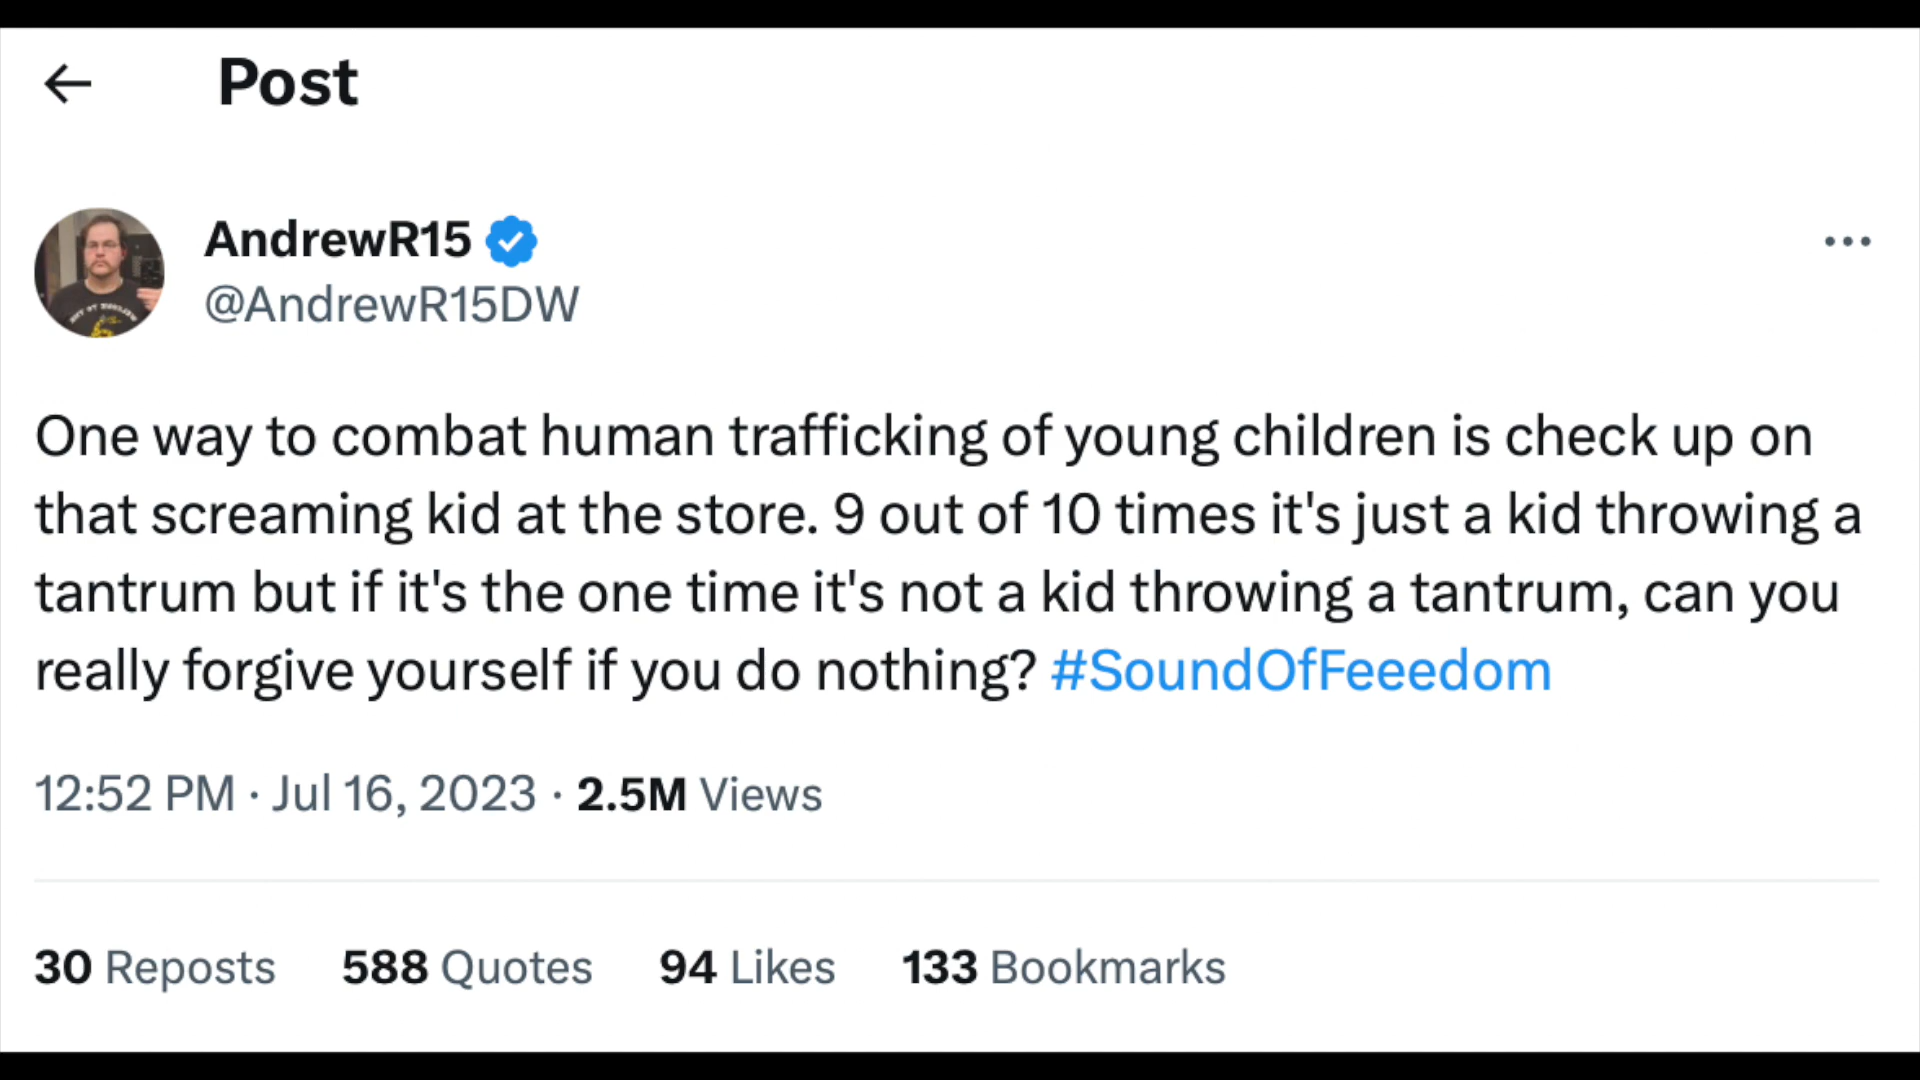 Post
AndrewR15
@AndrewR15DW
One way to combat human trafficking of young children is check up on
that screaming kid at the store. 9 out of 10 times it's just a kid throwing a
tantrum but if it's the one time it's not a kid throwing a tantrum, can you
really forgive yourself if you do nothing? #SoundOfFeeedom
12:52 PM · Jul 16, 2023 · 2.5M Views
30 Reposts 588 Quotes 94 Likes 133 Bookmarks